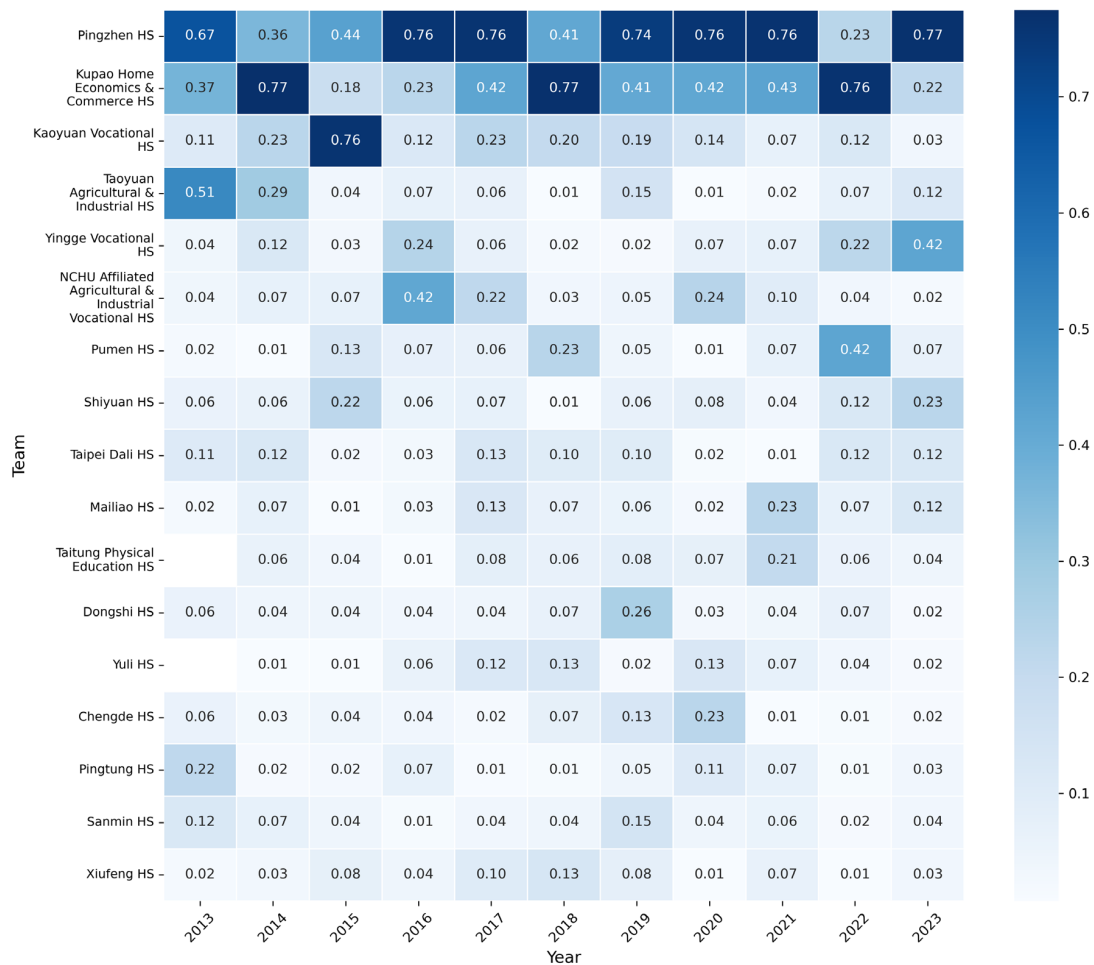 Pingzhen HS 0.67 0.36 0.44 0.76 0.76 0.41 0.74 0.76 0.76 0.23 0.77
Kupao Home
Economics &
Commerce HS
0.37 0.77 0.18 0.23 0.42 0.77 0.41 0.42 0.43 0.76 0.22
Kaoyuan Vocational
HS
0.11 0.23 0.76 0.12 0.23 0.20 0.19 0.14 0.07 0.12 0.03
Taoyuan
Agricultural &
Industrial HS
0.51 0.29 0.04 0.07 0.06 0.01 0.15 0.01 0.02 0.07 0.12
Yingge Vocational
HS
0.04 0.12 0.03 0.24 0.06 0.02 0.02 0.07 0.07 0.22 0.42
NCHU Affiliated
Agricultural &
Industrial
Vocational HS
0.04 0.07 0.07 0.42 0.22 0.03 0.05 0.24 0.10 0.04 0.02
Pumen HS 0.02 0.01 0.13 0.07 0.06 0.23 0.05 0.01 0.07 0.42 0.07
Shiyuan HS 0.06 0.06 0.22 0.06 0.07 0.01 0.06 0.08 0.04 0.12 0.23
Taipei Dali HS 0.11 0.12 0.02 0.03 0.13 0.10 0.10 0.02 0.01 0.12 0.12
Mailiao HS 0.02 0.07 0.01 0.03 0.13 0.07 0.06 0.02 0.23 0.07 0.12
Taitung Physical
Education HS
0.06 0.04 0.01 0.08 0.06 0.08 0.07 0.21 0.06 0.04
Dongshi HS 0.06 0.04 0.04 0.04 0.04 0.07 0.26 0.03 0.04 0.07 0.02
Yuli HS 0.01 0.01 0.06 0.12 0.13 0.02 0.13 0.07 0.04 0.02
Chengde HS 0.06 0.03 0.04 0.04 0.02 0.07 0.13 0.23 0.01 0.01 0.02
Pingtung HS 0.22 0.02 0.02 0.07 0.01 0.01 0.05 0.11 0.07 0.01 0.03
Sanmin HS 0.12 0.07 0.04 0.01 0.04 0.04 0.15 0.04 0.06 0.02 0.04
Xiufeng HS 0.02 0.03 0.08 0.04 0.10 0.13 0.08 0.01 0.07 0.01 0.03
2013 2014 2015 2016 2017 2018 2019 2020 2021 2022 2023
Year
Team
0.7
0.6
0.5
0.4
0.3
0.2
0.1